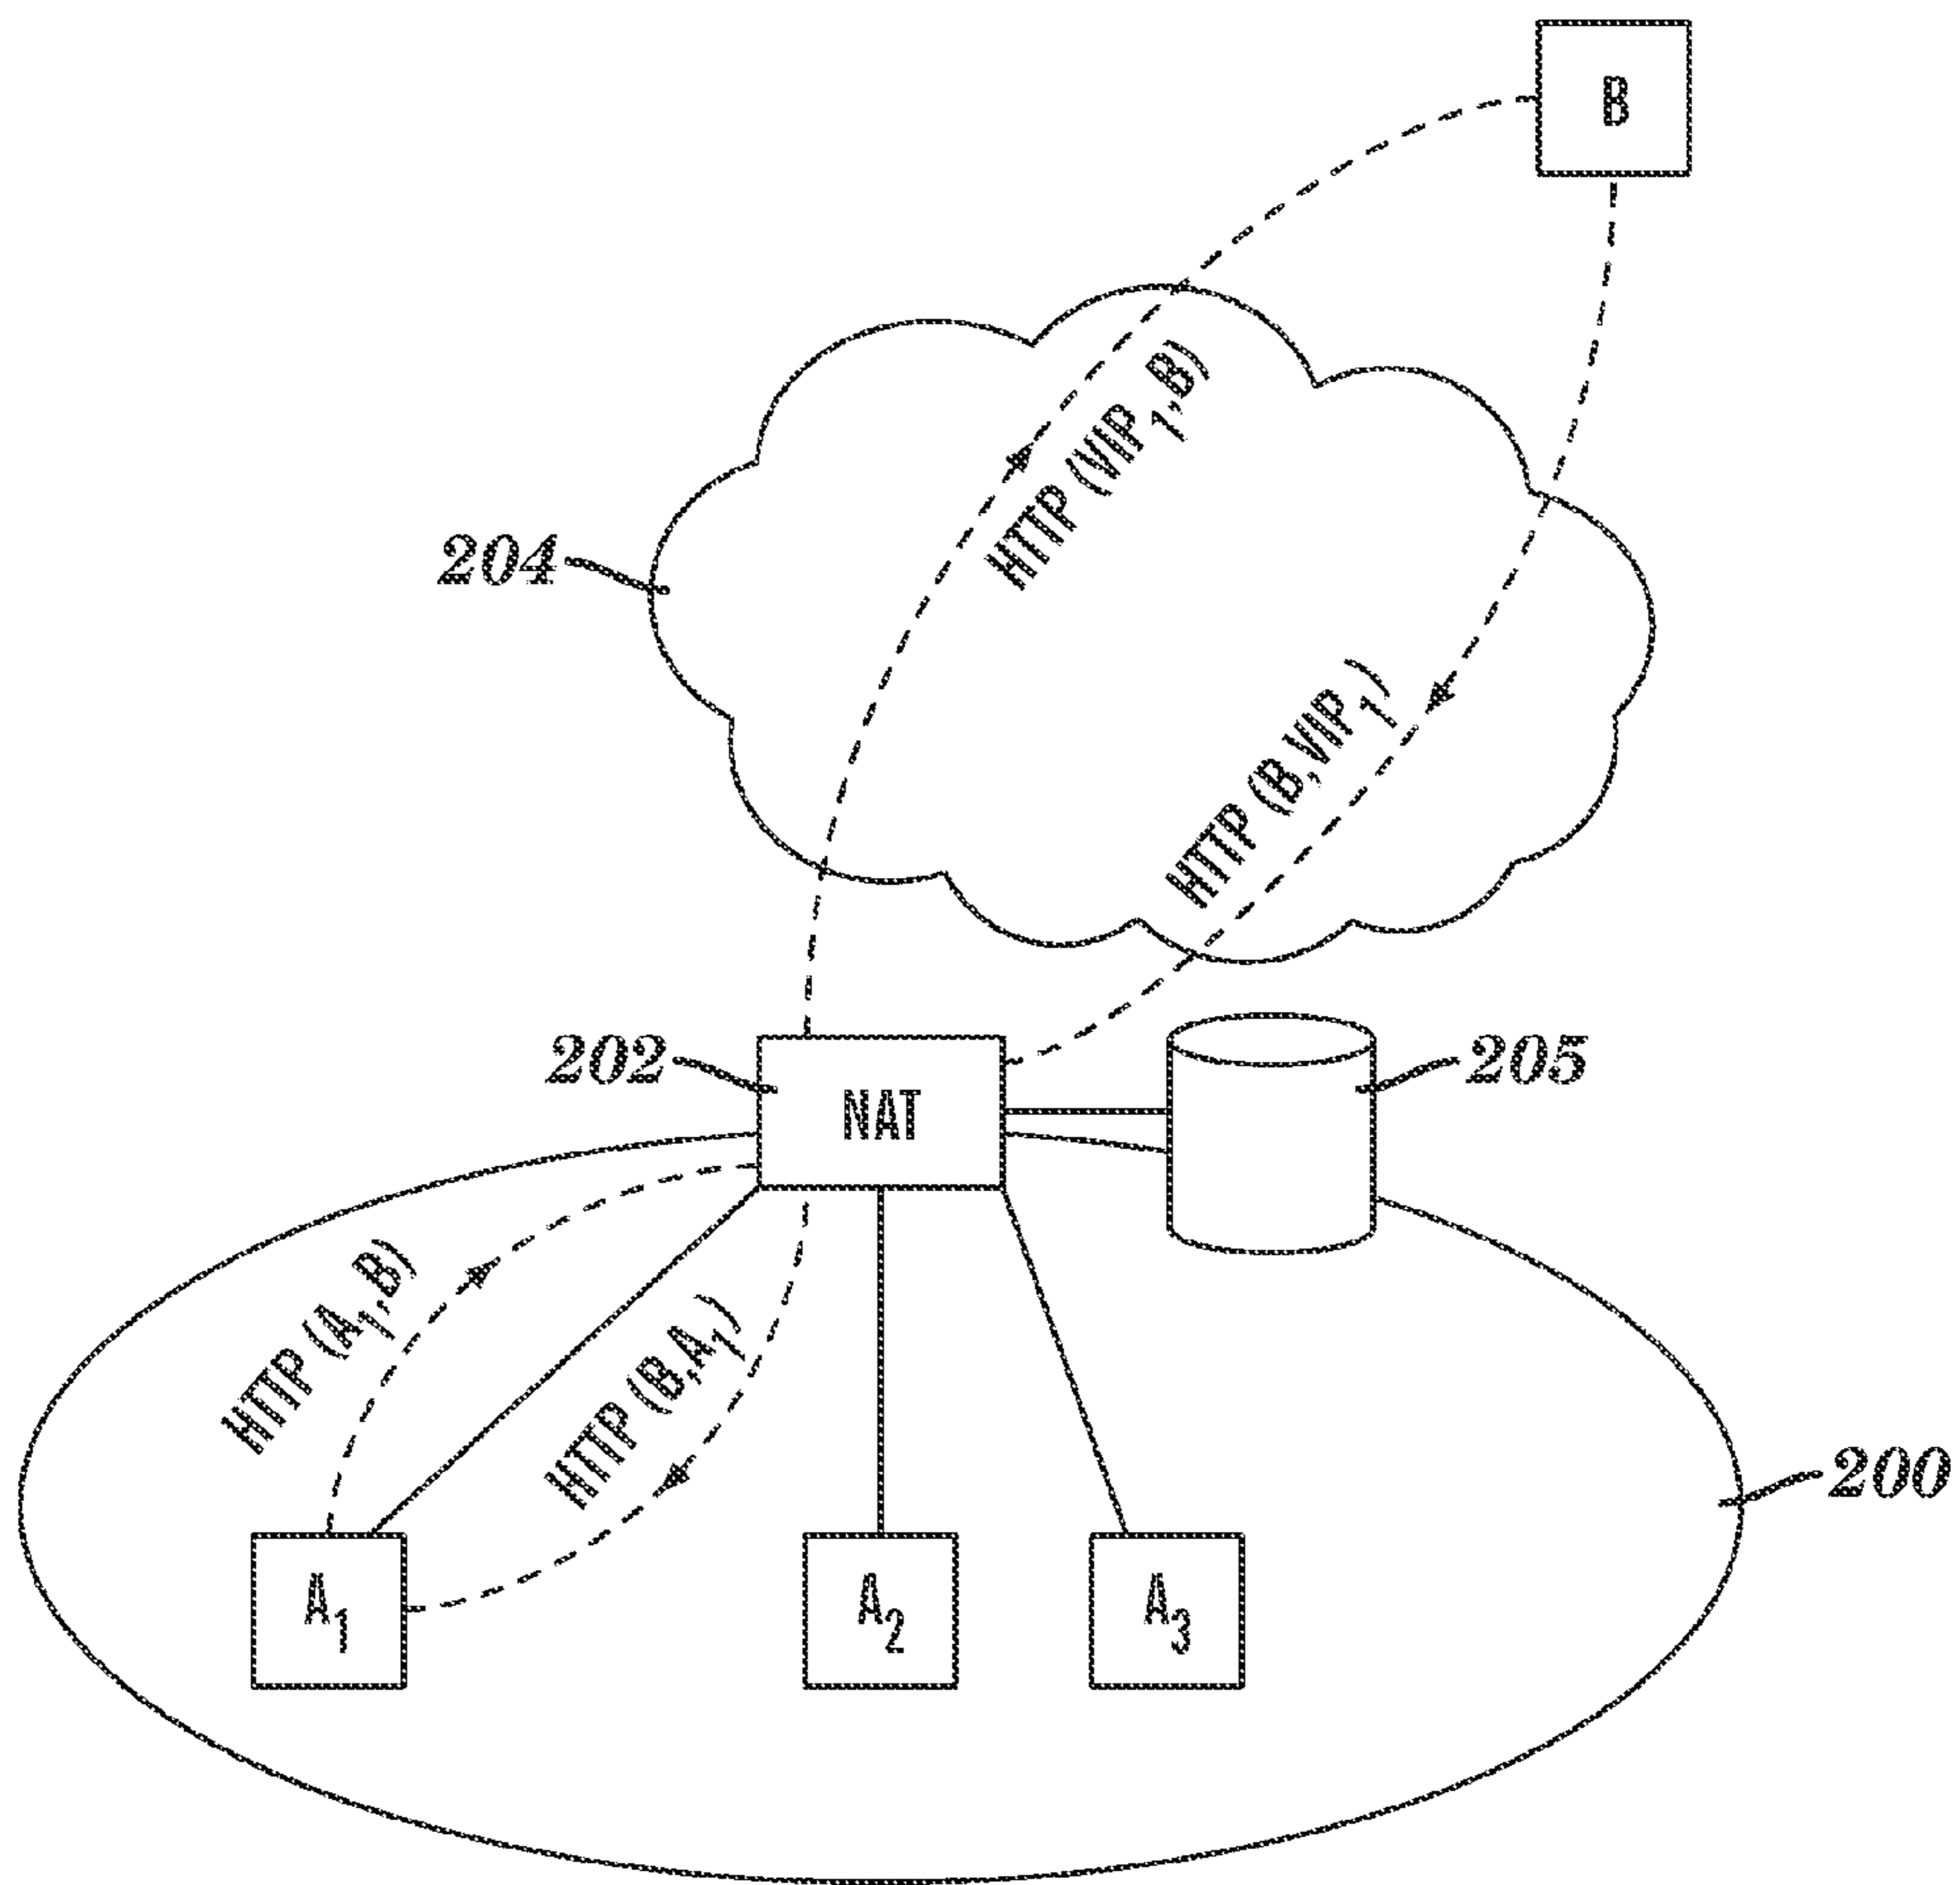 B
HTTP (VIP₁,B)
204
HTTP (B,VIP₁)
202
NAT
205
HTTP (A₁,B)
HTTP (B,A₁)
200
A₁
A₂
A₃